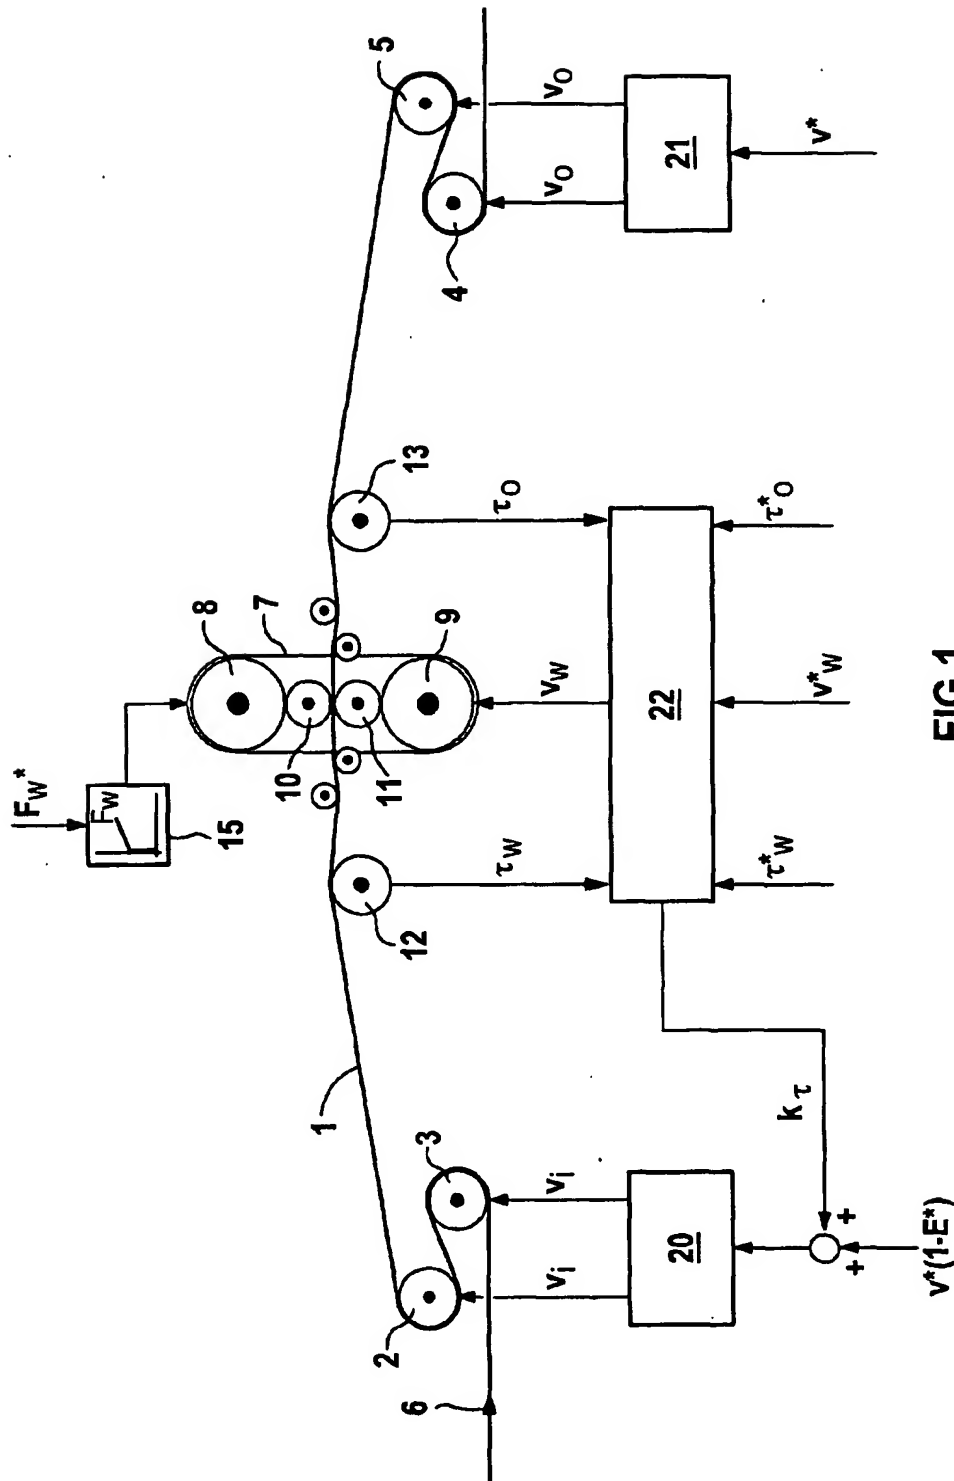 F_W*
F_W
15
8
7
10
11
9
12
13
1
2
3
6
5
4
τ_W
v_W
τ_O
v_O
v_O
v_i
v_i
20
22
21
k_τ
+
+
v*(1-E*)
τ*_W
v*_W
τ*_O
v*
FIG 1